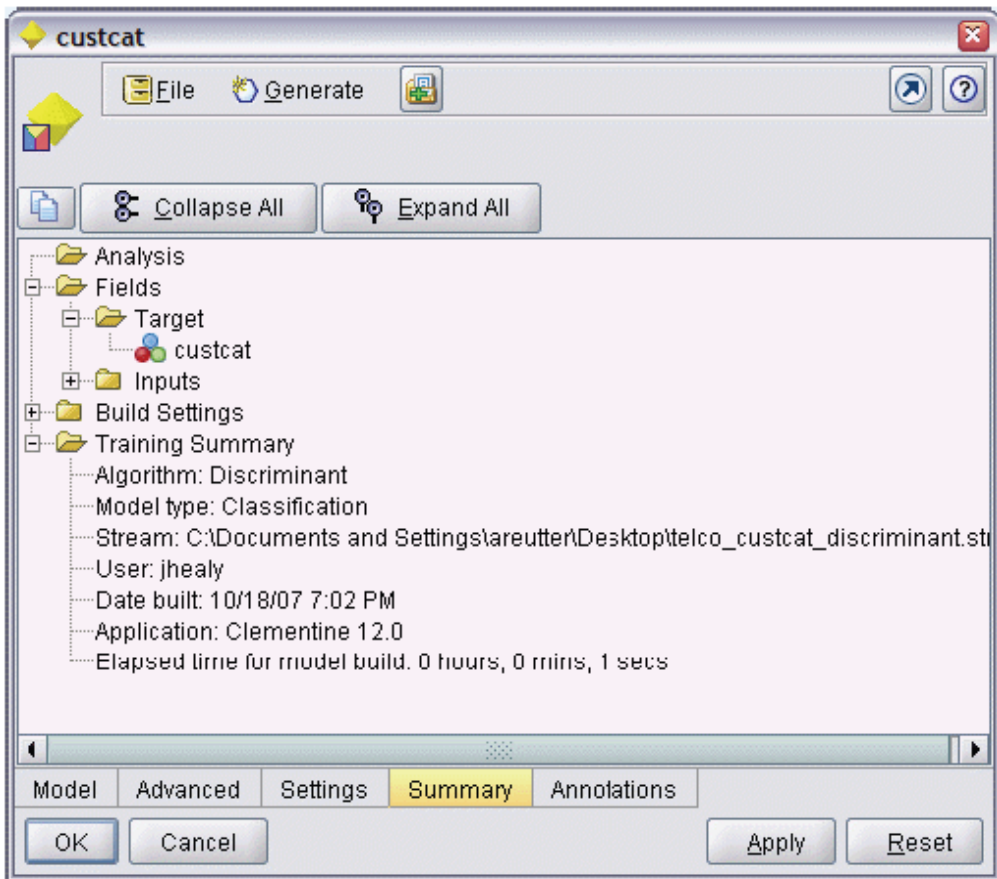 custcat
File Generate
Collapse All Expand All
Analysis
Fields
Target
custcat
Inputs
Build Settings
Training Summary
Algorithm: Discriminant
Model type: Classification
Stream: C:\Documents and Settings\areutter\Desktop\telco_custcat_discriminant.st
User: jhealy
Date built: 10/18/07 7:02 PM
Application: Clementine 12.0
Elapsed time for model build: 0 hours, 0 mins, 1 secs
Model Advanced Settings Summary Annotations
OK Cancel Apply Reset